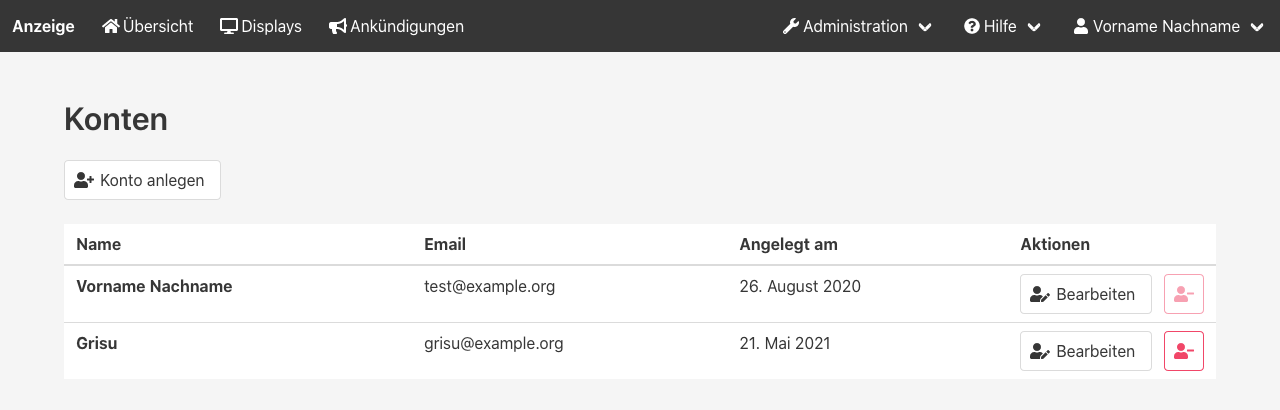 Anzeige Übersicht Displays Ankündigungen Administration Hilfe Vorname Nachname
Konten
Konto anlegen
Name Email Angelegt am Aktionen
Vorname Nachname test@example.org 26. August 2020 Bearbeiten
Grisu grisu@example.org 21. Mai 2021 Bearbeiten